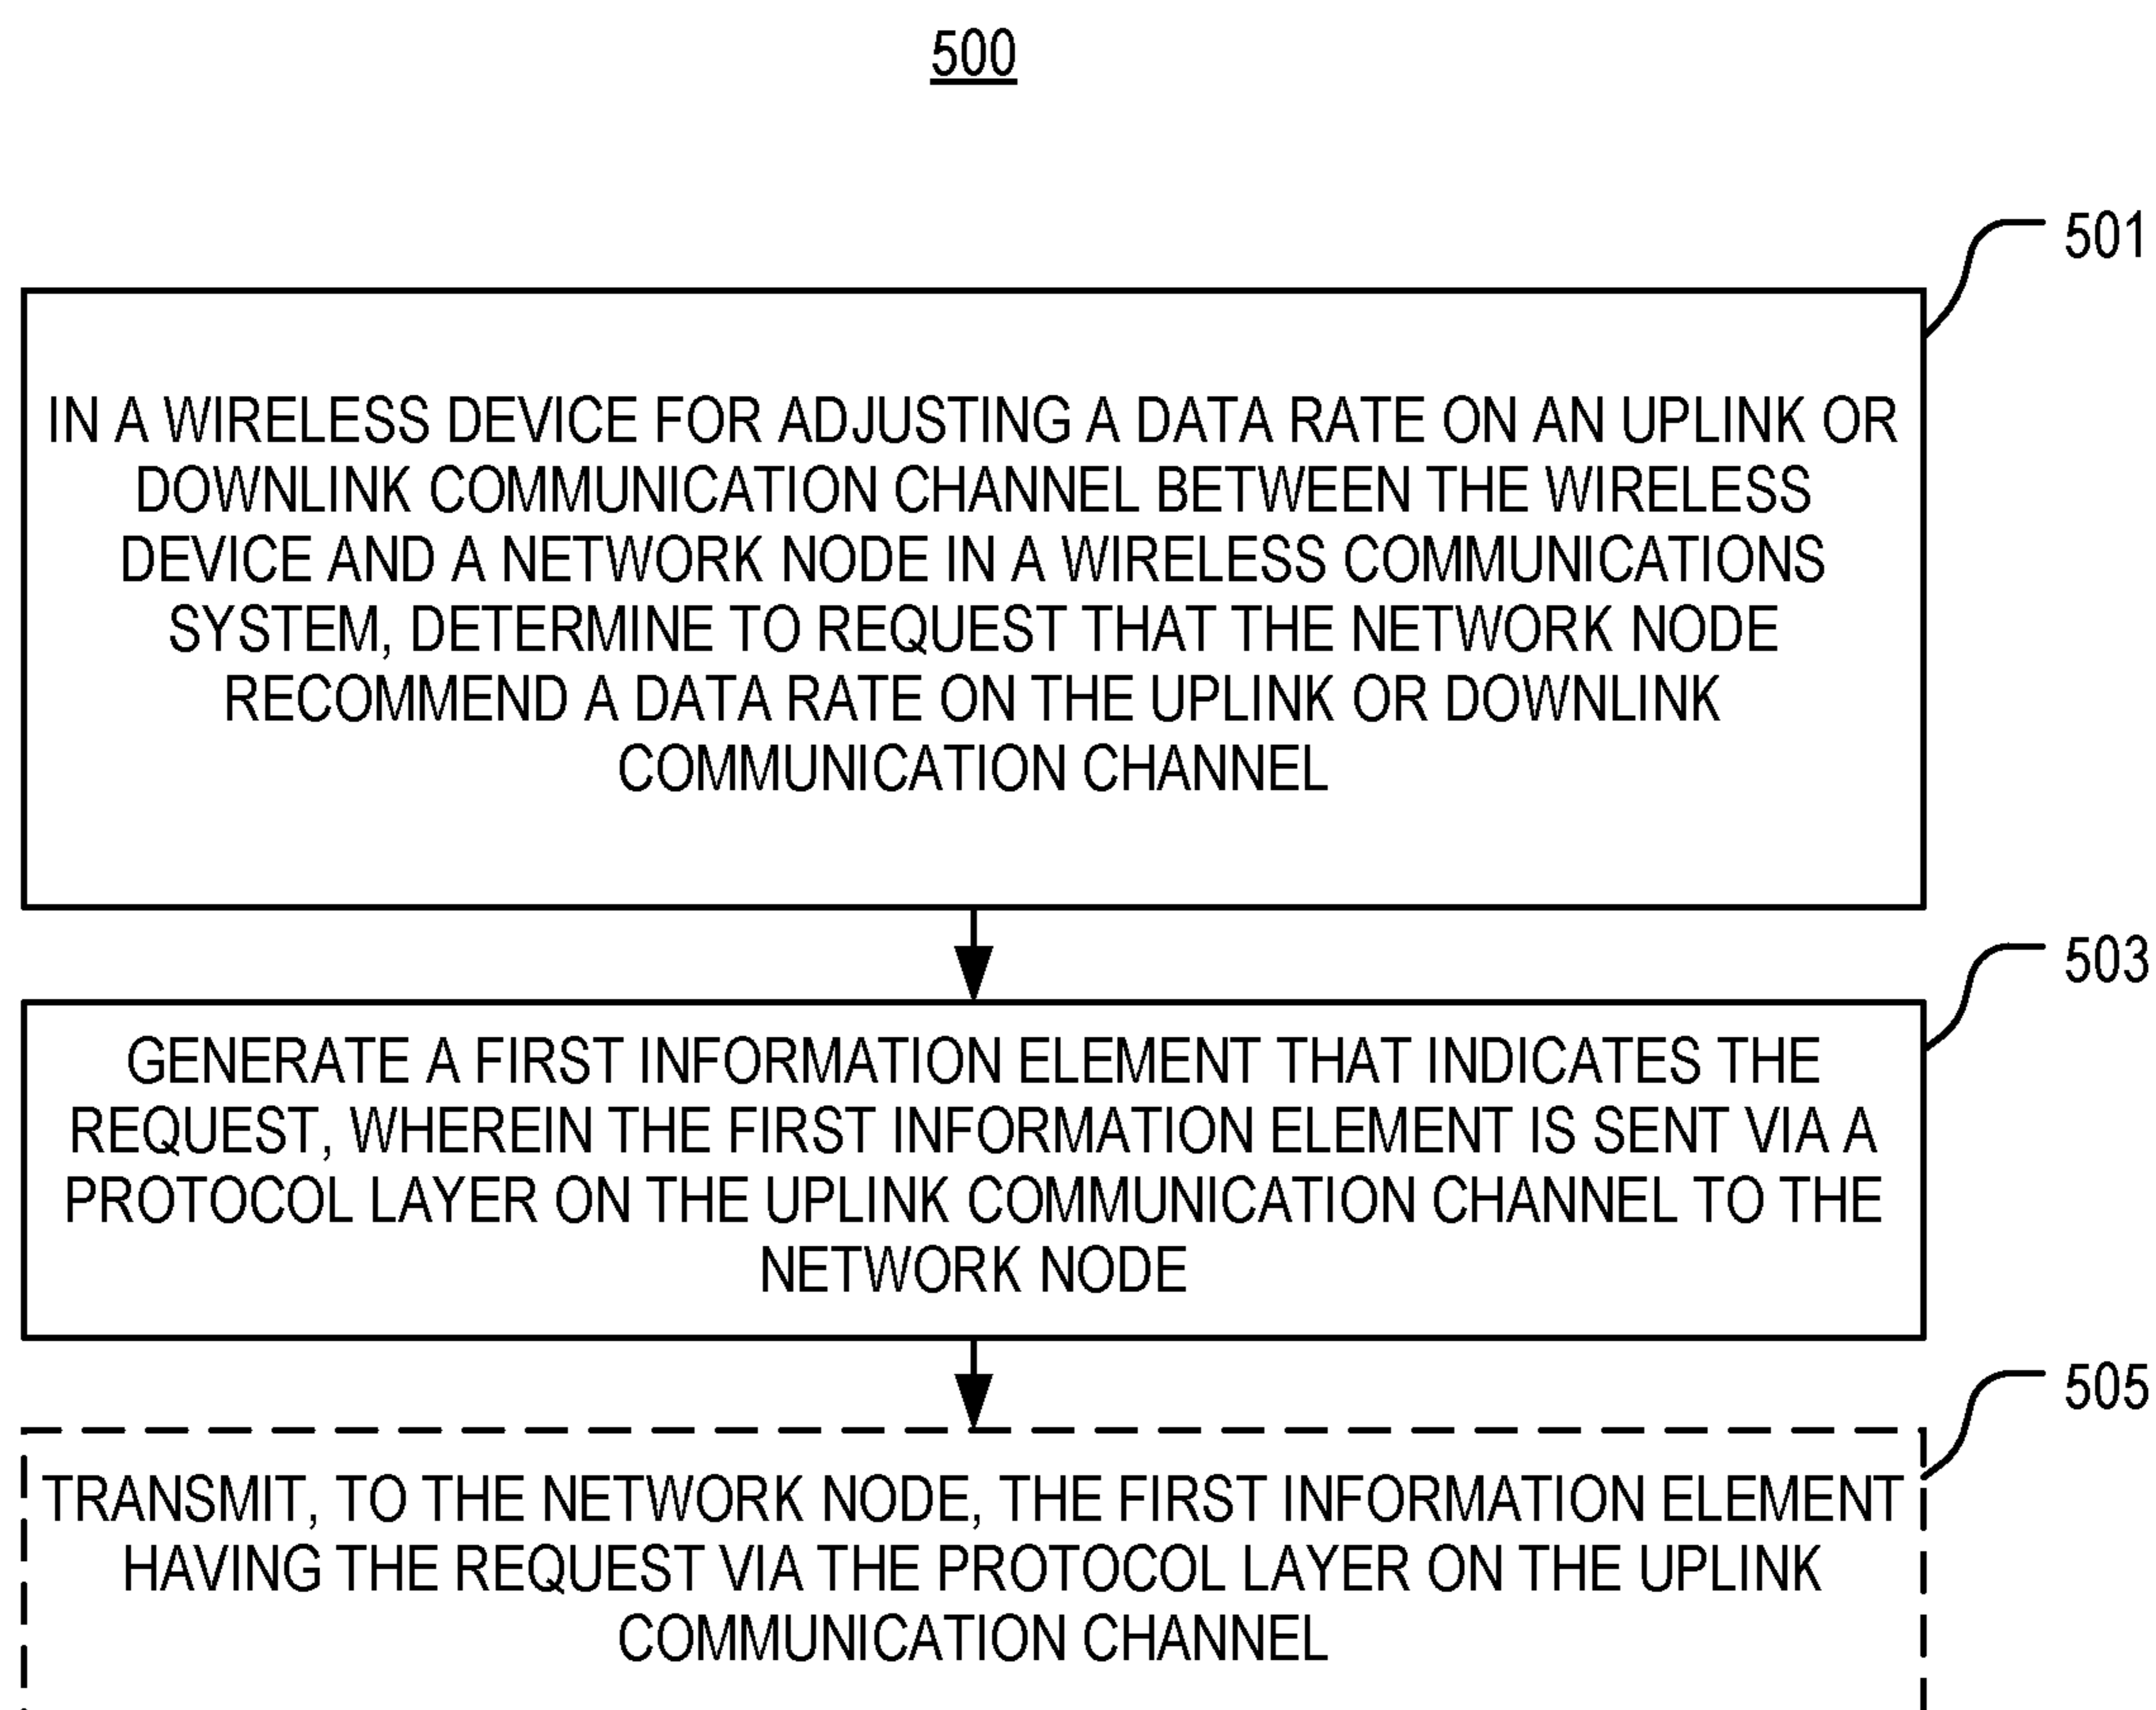 500
501
IN A WIRELESS DEVICE FOR ADJUSTING A DATA RATE ON AN UPLINK OR
DOWNLINK COMMUNICATION CHANNEL BETWEEN THE WIRELESS
DEVICE AND A NETWORK NODE IN A WIRELESS COMMUNICATIONS
SYSTEM, DETERMINE TO REQUEST THAT THE NETWORK NODE
RECOMMEND A DATA RATE ON THE UPLINK OR DOWNLINK
COMMUNICATION CHANNEL
503
GENERATE A FIRST INFORMATION ELEMENT THAT INDICATES THE
REQUEST, WHEREIN THE FIRST INFORMATION ELEMENT IS SENT VIA A
PROTOCOL LAYER ON THE UPLINK COMMUNICATION CHANNEL TO THE
NETWORK NODE
505
TRANSMIT, TO THE NETWORK NODE, THE FIRST INFORMATION ELEMENT
HAVING THE REQUEST VIA THE PROTOCOL LAYER ON THE UPLINK
COMMUNICATION CHANNEL